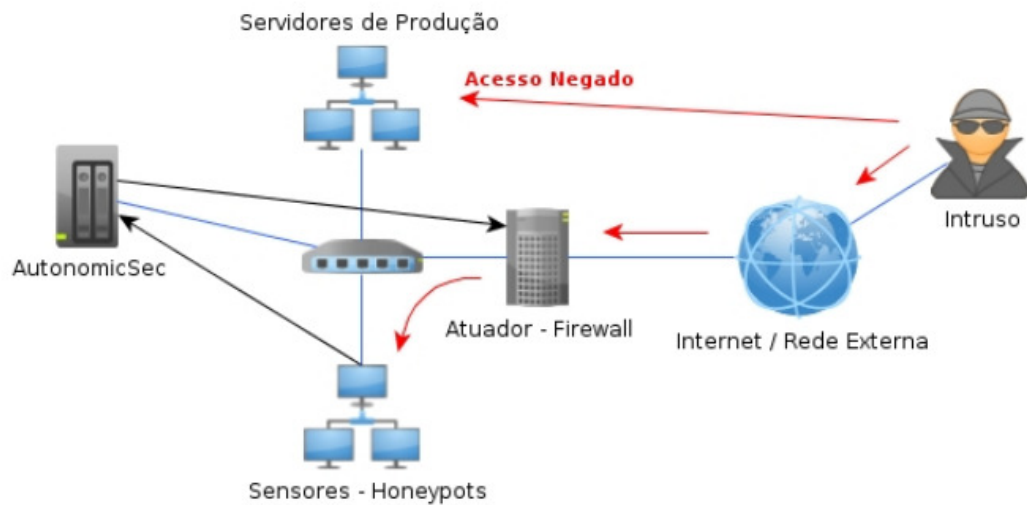 Servidores de Produção
Acesso Negado
Intruso
AutonomicSec
Atuador - Firewall
Internet / Rede Externa
Sensores - Honeypots